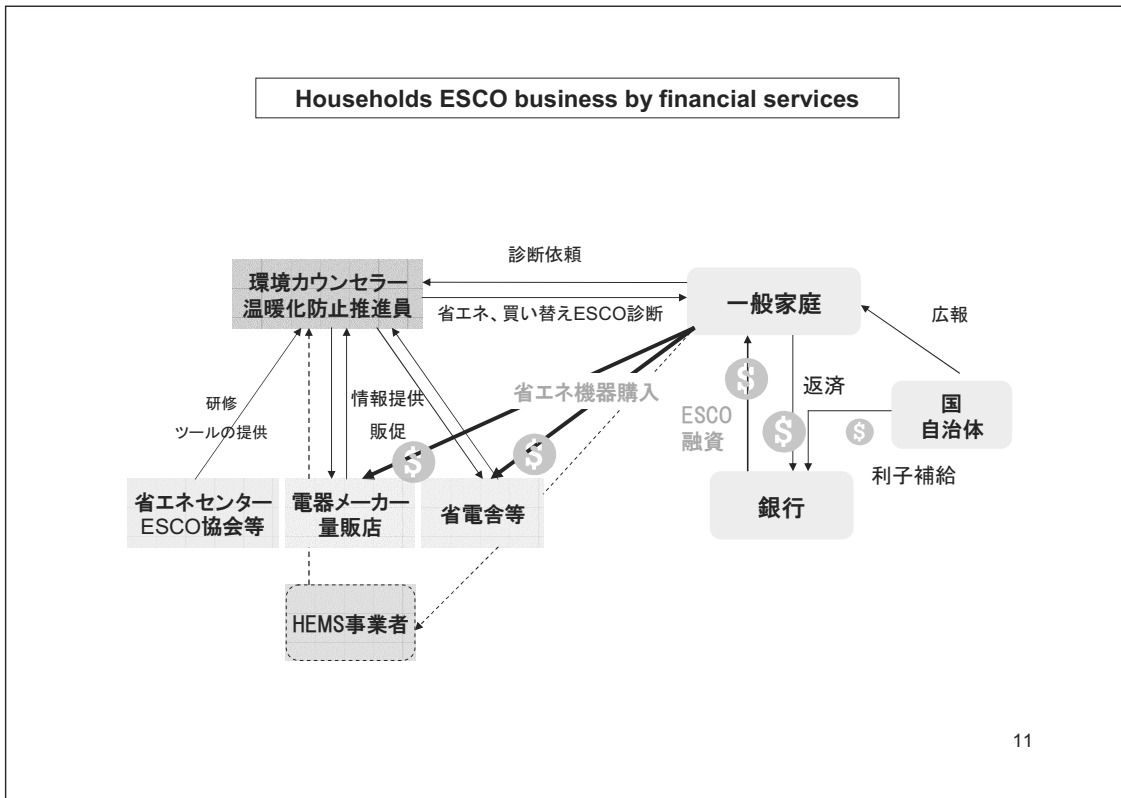 Households ESCO business by financial services
診断依頼
環境カウンセラー
温暖化防止推進員
省エネ、買い替えESCO診断
一般家庭
広報
研修
ツールの提供
情報提供
販促
省エネ機器購入
$
$
$
ESCO
融資
返済
$
$
国
自治体
利子補給
省エネセンター
ESCO協会等
電器メーカー
量販店
省電舎等
銀行
HEMS事業者
11